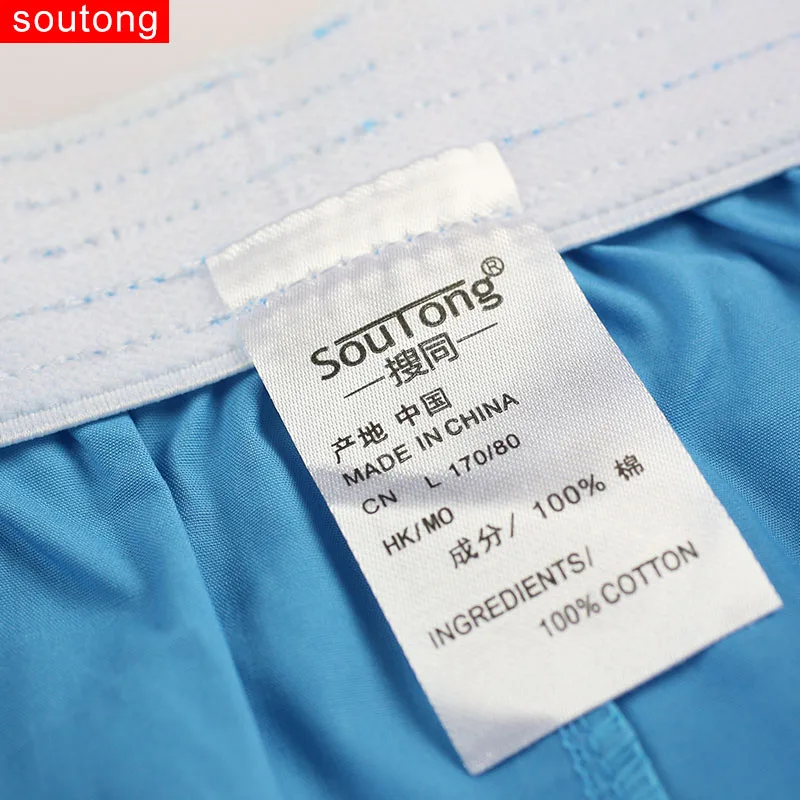 soutong
SouTong®
搜同
产地 中国
MADE IN CHINA
CN L 170/80
HK/MO
成分/ 100% 棉
INGREDIENTS/
100% COTTON